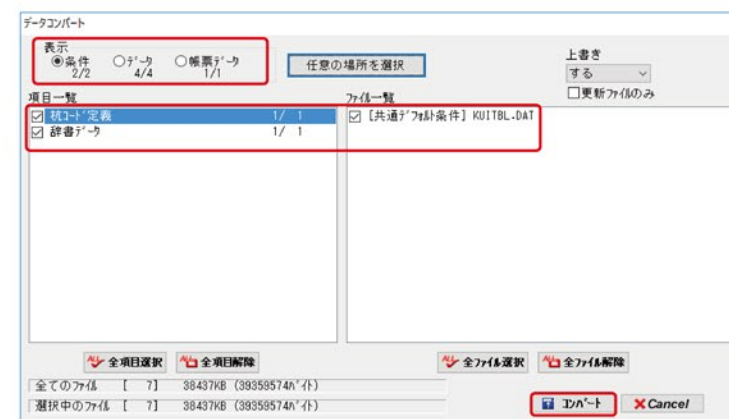 データコンバート
表示
条件 ﾃﾞｰﾀ 帳票ﾃﾞｰﾀ
2/2 4/4 1/1
任意の場所を選択
上書き
する
更新ﾌｧｲﾙのみ
項目一覧
ﾌｧｲﾙ一覧
杭ｺｰﾄﾞ定義 1/ 1
辞書ﾃﾞｰﾀ 1/ 1
[共通ﾃﾞﾌｫﾙﾄ条件] KUITBL.DAT
ALL 全項目選択 ALL 全項目解除
ALL 全ﾌｧｲﾙ選択 ALL 全ﾌｧｲﾙ解除
全てのﾌｧｲﾙ [ 7] 38437KB (39359574ﾊﾞｲﾄ)
選択中のﾌｧｲﾙ [ 7] 38437KB (39359574ﾊﾞｲﾄ)
ｺﾝﾊﾞｰﾄ
Cancel